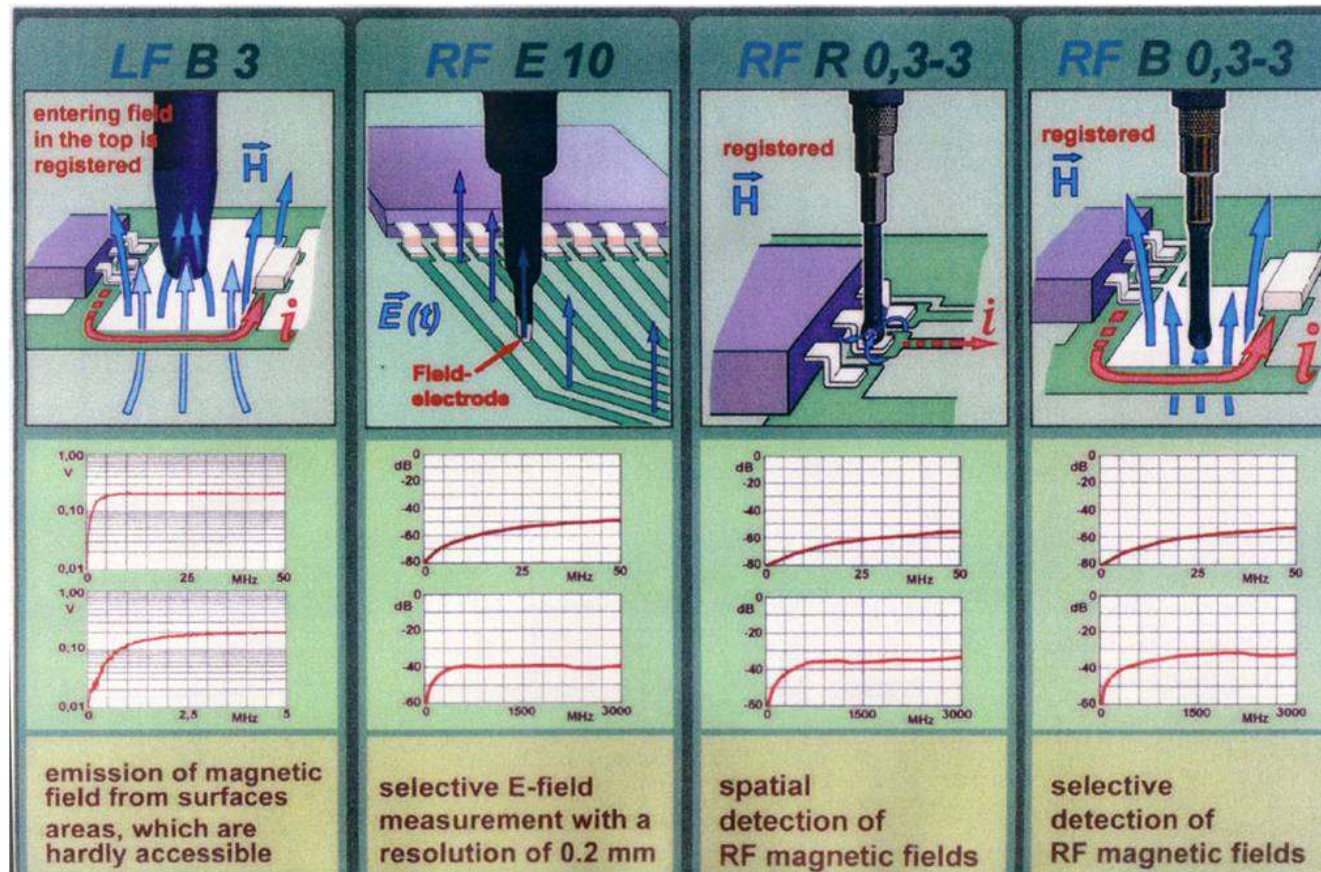 LF B 3
entering field
in the top is
registered
H
i
1,00
V
0,10
0,01
0
25
MHz
50
1,00
V
0,10
0,01
0
2,5
MHz
5
emission of magnetic
field from surfaces
areas, which are
hardly accessible
RF E 10
E (t)
Field-
electrode
0
dB
-20
-40
-60
-80
0
25
MHz
50
0
dB
-20
-40
-60
0
1500
MHz
3000
selective E-field
measurement with a
resolution of 0.2 mm
RF R 0,3-3
registered
H
i
0
dB
-20
-40
-60
-80
0
25
MHz
50
0
dB
-20
-40
-60
0
1500
MHz
3000
spatial
detection of
RF magnetic fields
RF B 0,3-3
registered
H
i
0
dB
-20
-40
-60
-80
0
25
MHz
50
0
dB
-20
-40
-60
0
1500
MHz
3000
selective
detection of
RF magnetic fields